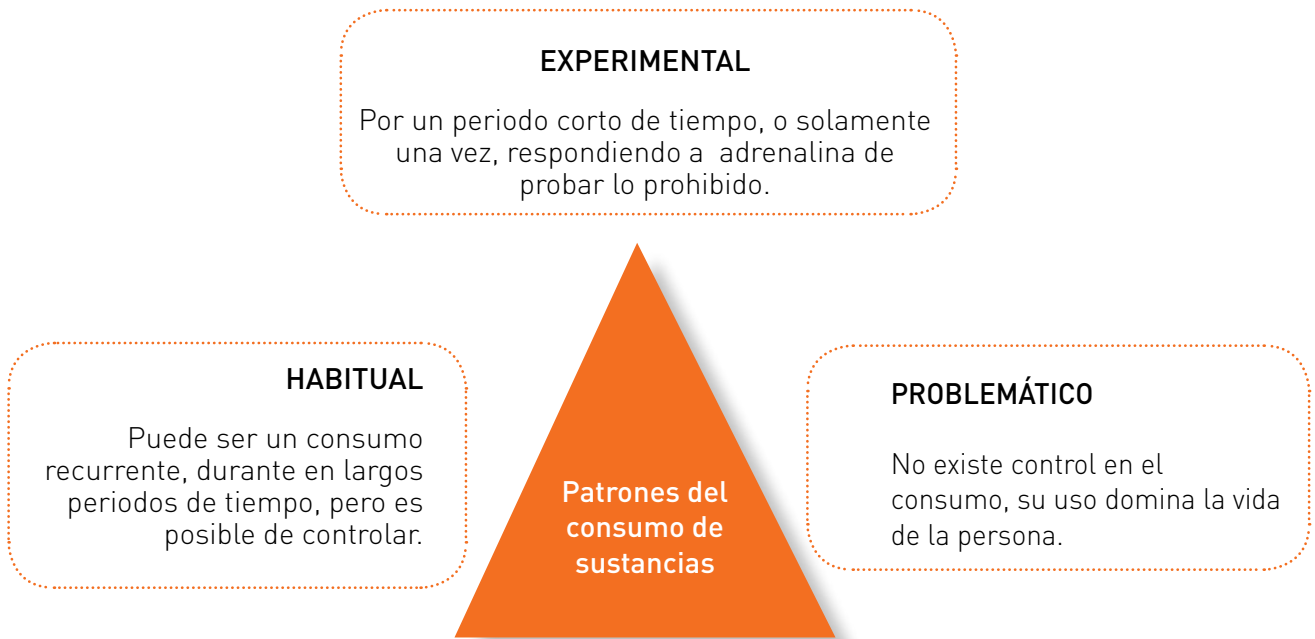 EXPERIMENTAL
Por un periodo corto de tiempo, o solamente
una vez, respondiendo a adrenalina de
probar lo prohibido.
HABITUAL
Puede ser un consumo
recurrente, durante en largos
periodos de tiempo, pero es
posible de controlar.
PROBLEMÁTICO
No existe control en el
consumo, su uso domina la vida
de la persona.
Patrones del
consumo de
sustancias